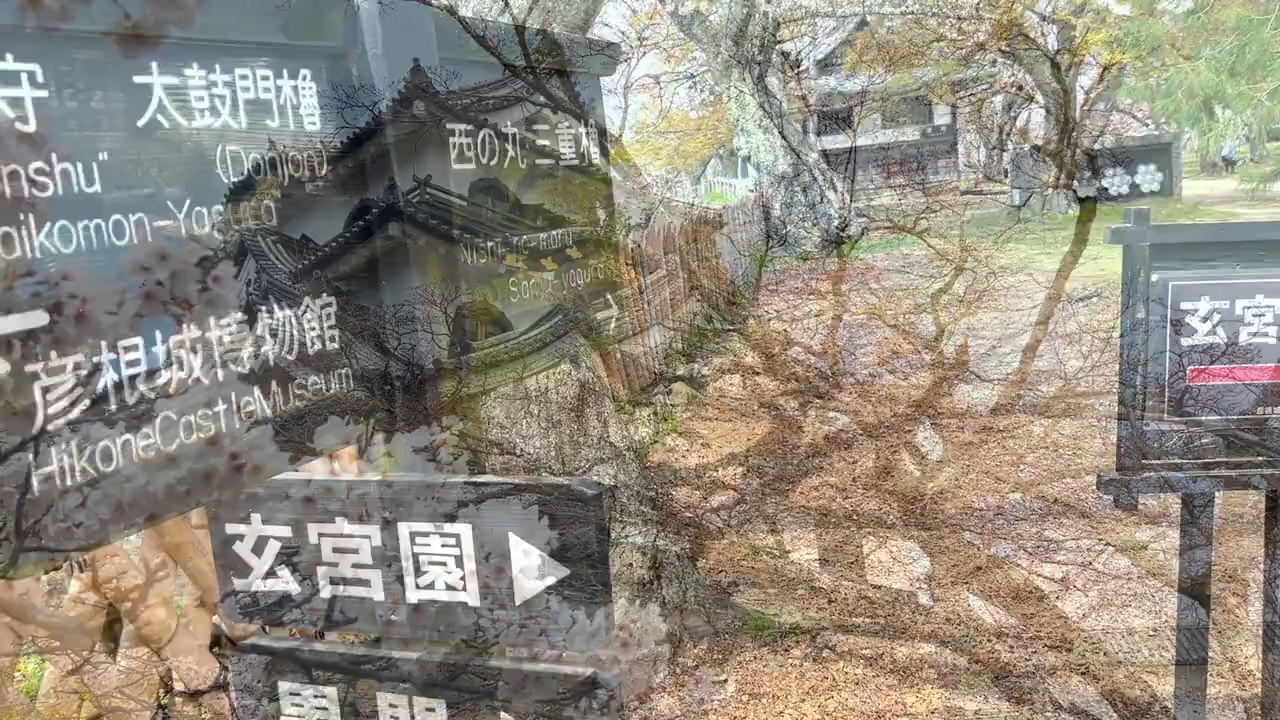 守 太鼓門櫓
nshu" (Donjon)
aikomon-Yagura
西の丸 三重櫓
Nishi-no-maru
Sanju-yagura
彦根城博物館
HikoneCastleMuseum
玄宮園
玄宮